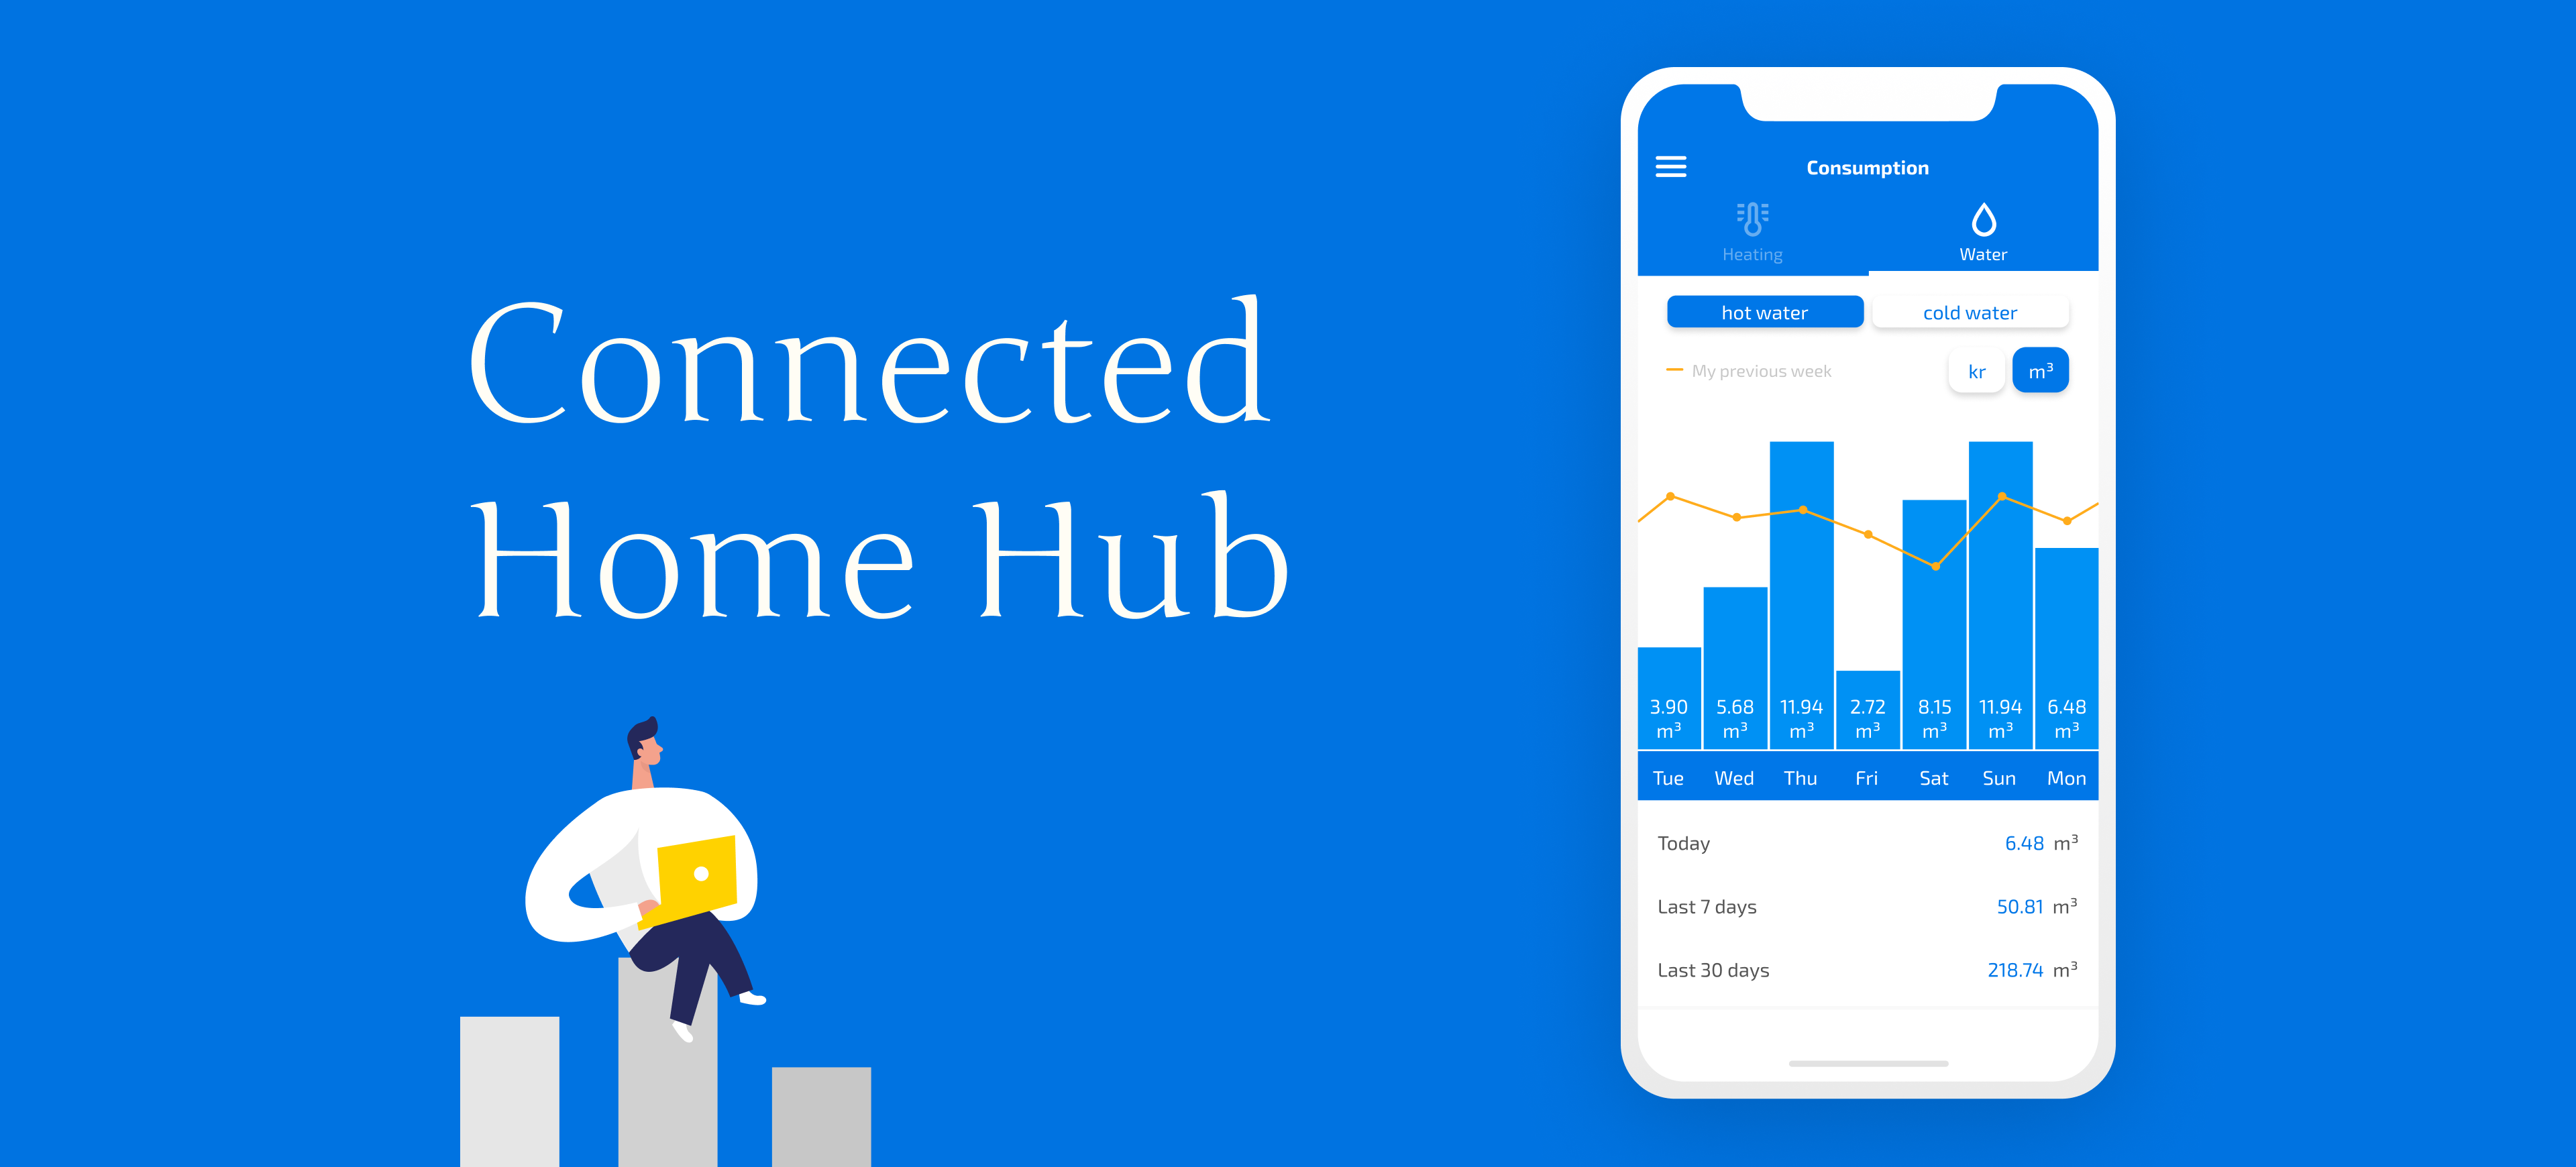 Connected
Home Hub
Consumption
Heating Water
hot water cold water
My previous week kr m³
3.90 5.68 11.94 2.72 8.15 11.94 6.48
m³ m³ m³ m³ m³ m³ m³
Tue Wed Thu Fri Sat Sun Mon
Today 6.48 m³
Last 7 days 50.81 m³
Last 30 days 218.74 m³